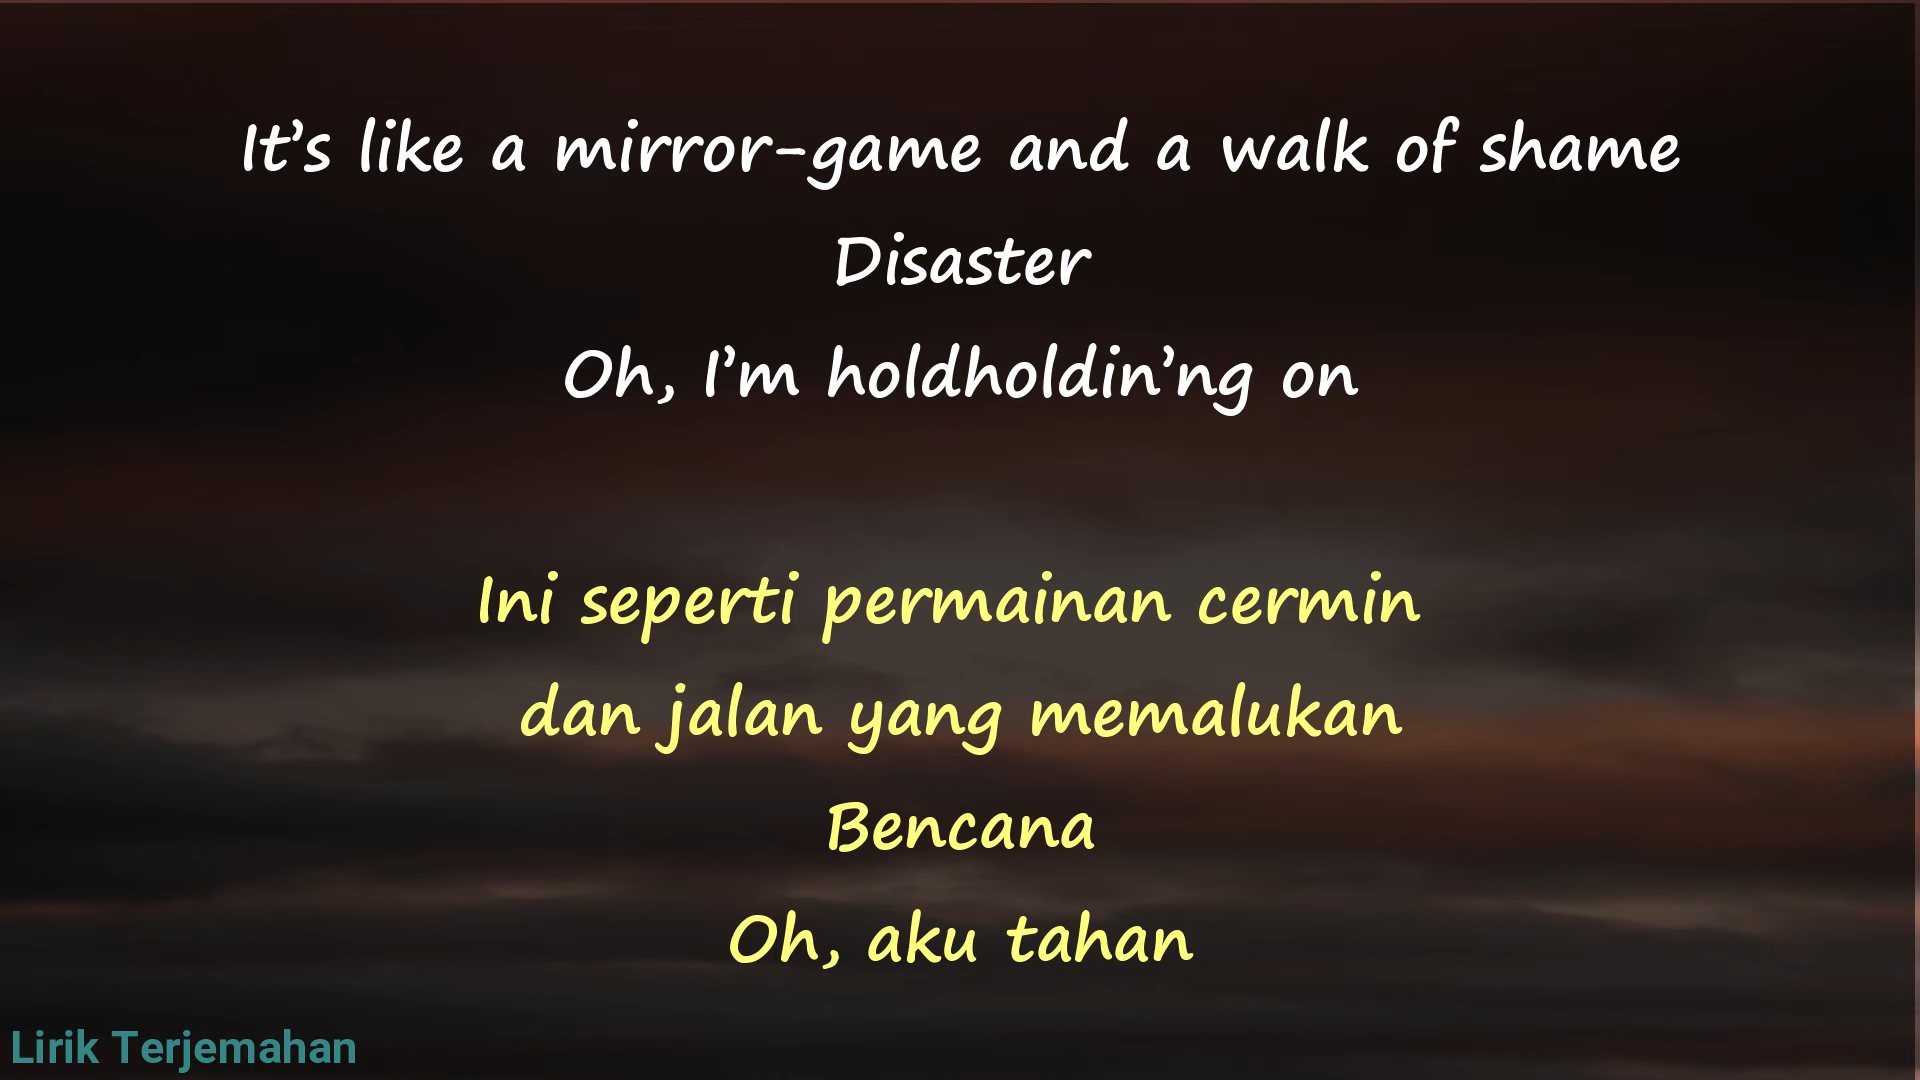 It’s like a mirror-game and a walk of shame
Disaster
Oh, I’m holdholdin’ng on
Ini seperti permainan cermin
dan jalan yang memalukan
Bencana
Oh, aku tahan
Lirik Terjemahan